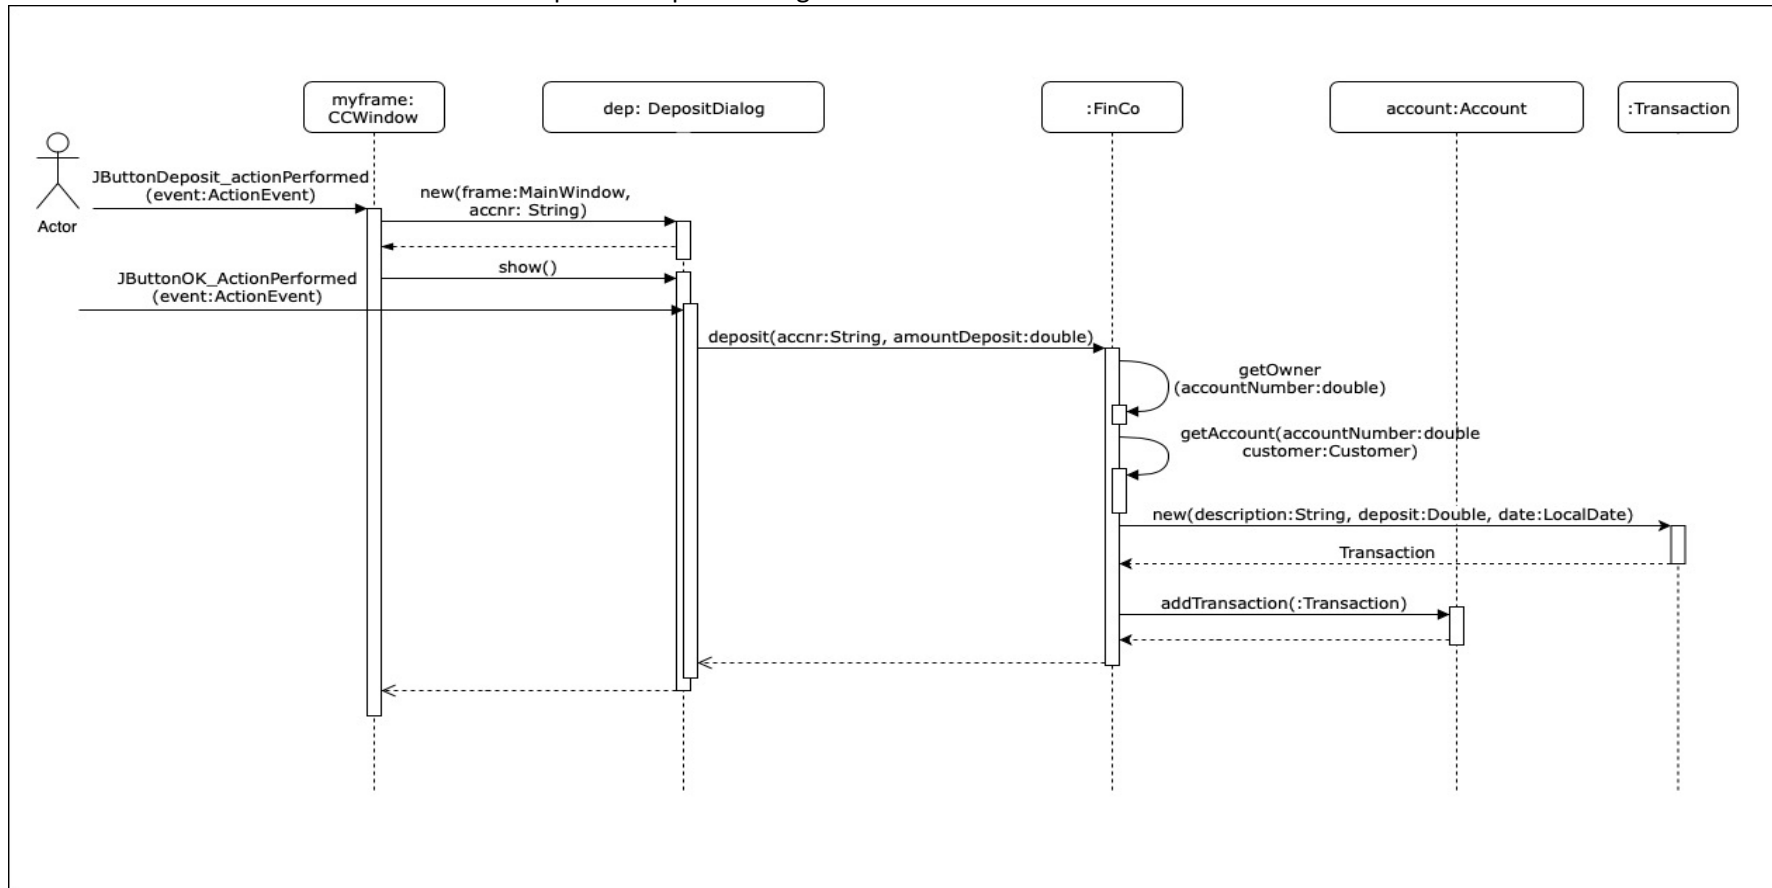 myframe:
CCWindow
dep: DepositDialog
:FinCo
account:Account
:Transaction
Actor
JButtonDeposit_actionPerformed
(event:ActionEvent)
new(frame:MainWindow,
accnr: String)
show()
JButtonOK_ActionPerformed
(event:ActionEvent)
deposit(accnr:String, amountDeposit:double)
getOwner
(accountNumber:double)
getAccount(accountNumber:double
customer:Customer)
new(description:String, deposit:Double, date:LocalDate)
Transaction
addTransaction(:Transaction)